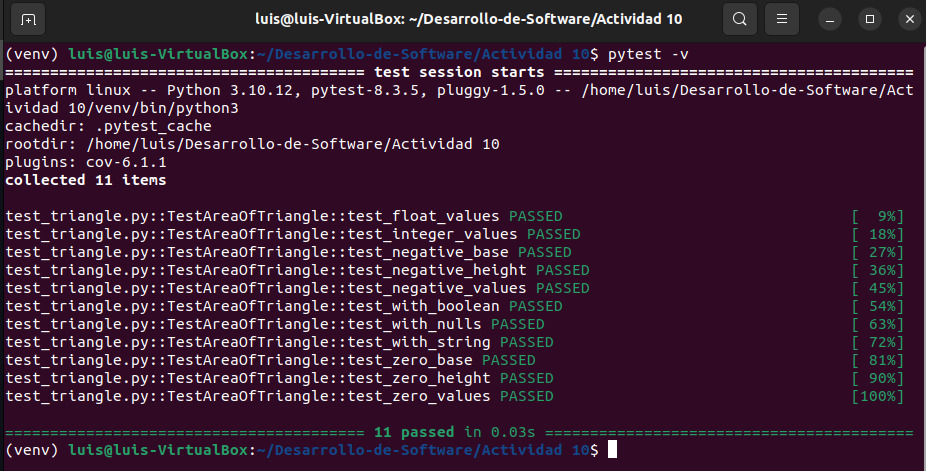 luis@luis-VirtualBox: ~/Desarrollo-de-Software/Actividad 10
(venv) luis@luis-VirtualBox:~/Desarrollo-de-Software/Actividad 10$ pytest -v
======================================= test session starts ========================================
platform linux -- Python 3.10.12, pytest-8.3.5, pluggy-1.5.0 -- /home/luis/Desarrollo-de-Software/Act
ividad 10/venv/bin/python3
cachedir: .pytest_cache
rootdir: /home/luis/Desarrollo-de-Software/Actividad 10
plugins: cov-6.1.1
collected 11 items
test_triangle.py::TestAreaOfTriangle::test_float_values PASSED [  9%]
test_triangle.py::TestAreaOfTriangle::test_integer_values PASSED [ 18%]
test_triangle.py::TestAreaOfTriangle::test_negative_base PASSED [ 27%]
test_triangle.py::TestAreaOfTriangle::test_negative_height PASSED [ 36%]
test_triangle.py::TestAreaOfTriangle::test_negative_values PASSED [ 45%]
test_triangle.py::TestAreaOfTriangle::test_with_boolean PASSED [ 54%]
test_triangle.py::TestAreaOfTriangle::test_with_nulls PASSED [ 63%]
test_triangle.py::TestAreaOfTriangle::test_with_string PASSED [ 72%]
test_triangle.py::TestAreaOfTriangle::test_zero_base PASSED [ 81%]
test_triangle.py::TestAreaOfTriangle::test_zero_height PASSED [ 90%]
test_triangle.py::TestAreaOfTriangle::test_zero_values PASSED [100%]
======================================== 11 passed in 0.03s =========================================
(venv) luis@luis-VirtualBox:~/Desarrollo-de-Software/Actividad 10$